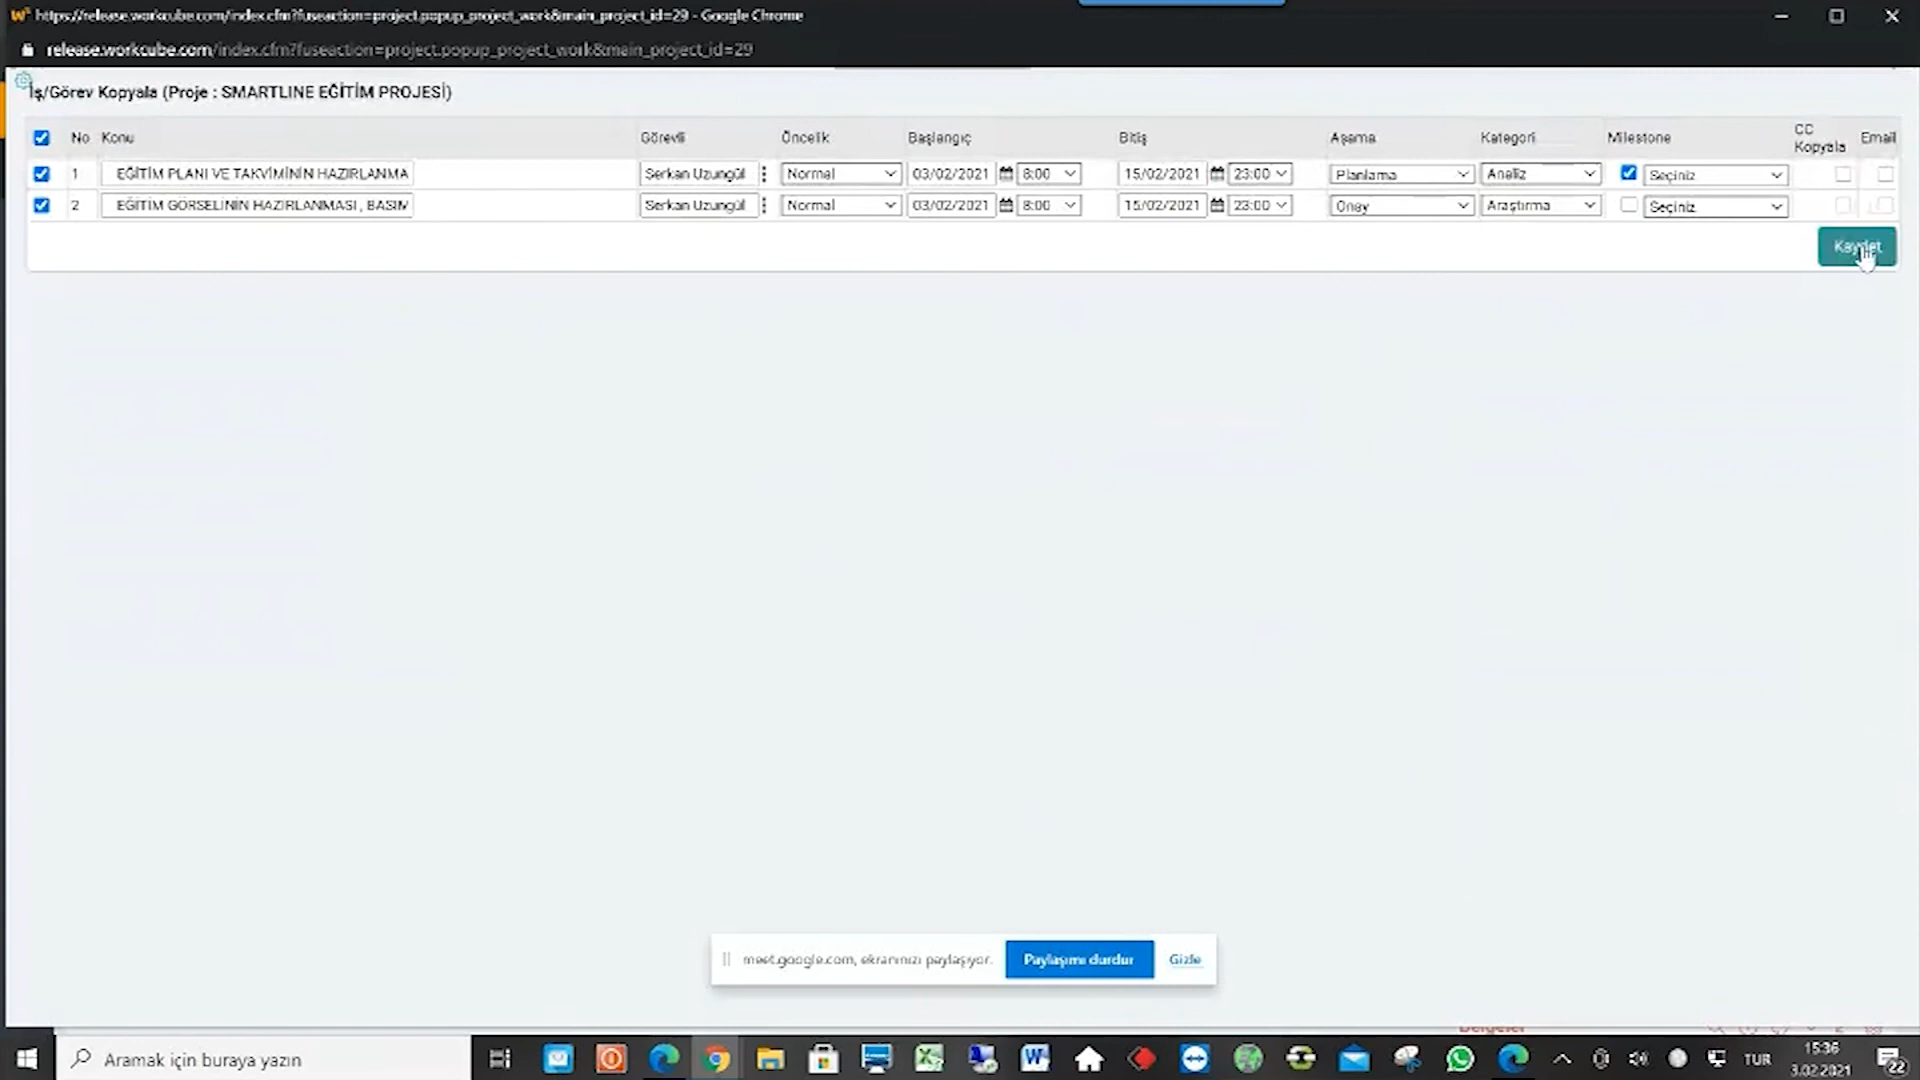 https://release.workcube.com/index.cfm?fuseaction=project.popup_project_work&main_project_id=29 - Google Chrome
release.workcube.com/index.cfm?fuseaction=project.popup_project_work&main_project_id=29
İş/Görev Kopyala (Proje : SMARTLINE EĞİTİM PROJESİ)
No Konu Görevli Öncelik Başlangıç Bitiş Aşama Kategori Milestone CC Kopyala Email
1 EĞİTİM PLANI VE TAKVİMİNİN HAZIRLANMA Serkan Uzungül Normal 03/02/2021 8:00 15/02/2021 23:00 Planlama Analiz Seçiniz
2 EĞİTİM GÖRSELİNİN HAZIRLANMASI , BASIM Serkan Uzungül Normal 03/02/2021 8:00 15/02/2021 23:00 Onay Araştırma Seçiniz
Kaydet
meet.google.com, ekranınızı paylaşıyor. Paylaşımı durdur Gizle
Belgeler
Aramak için buraya yazın
TUR
15:36
3.02.2021
22